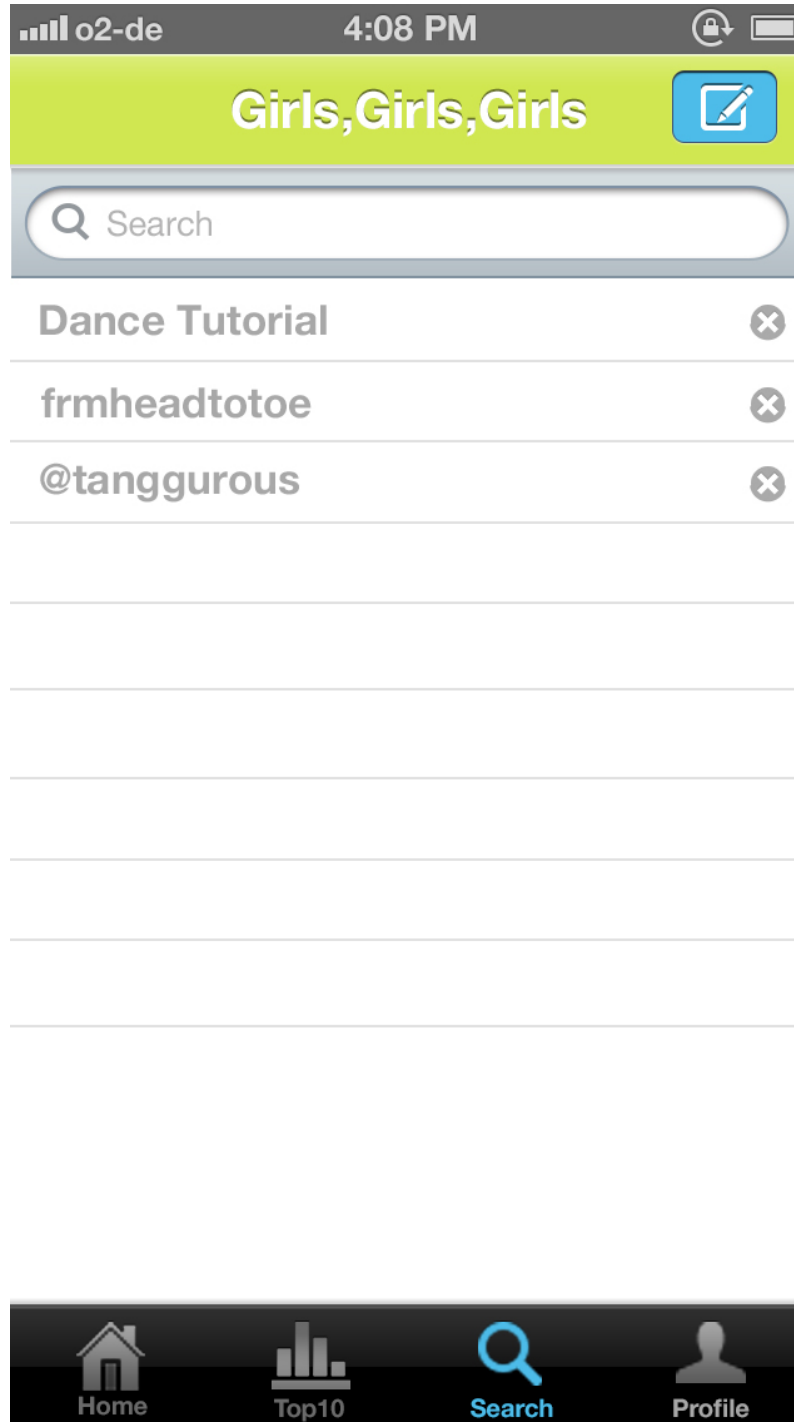 o2-de 4:08 PM
Girls,Girls,Girls
Search
Dance Tutorial
frmheadtotoe
@tanggurous
Home Top10 Search Profile